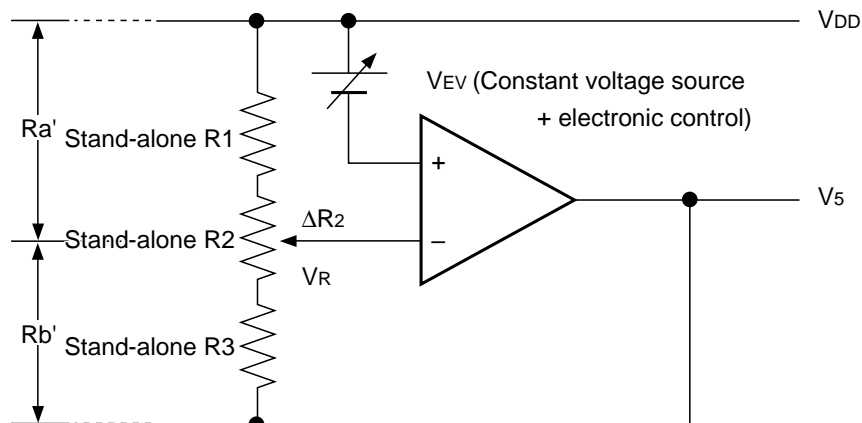 VDD
VEV (Constant voltage source
+ electronic control)
Ra'
Stand-alone R1
+
V5
ΔR2
Stand-alone R2
−
VR
Rb'
Stand-alone R3